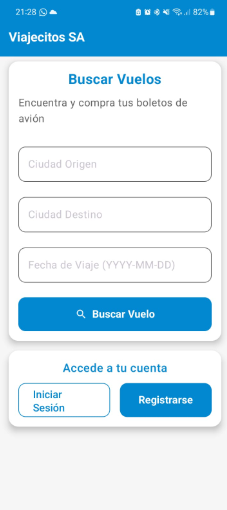 21:28 82%
Viajecitos SA
Buscar Vuelos
Encuentra y compra tus boletos de
avión
Ciudad Origen
Ciudad Destino
Fecha de Viaje (YYYY-MM-DD)
Buscar Vuelo
Accede a tu cuenta
Iniciar
Sesión
Registrarse